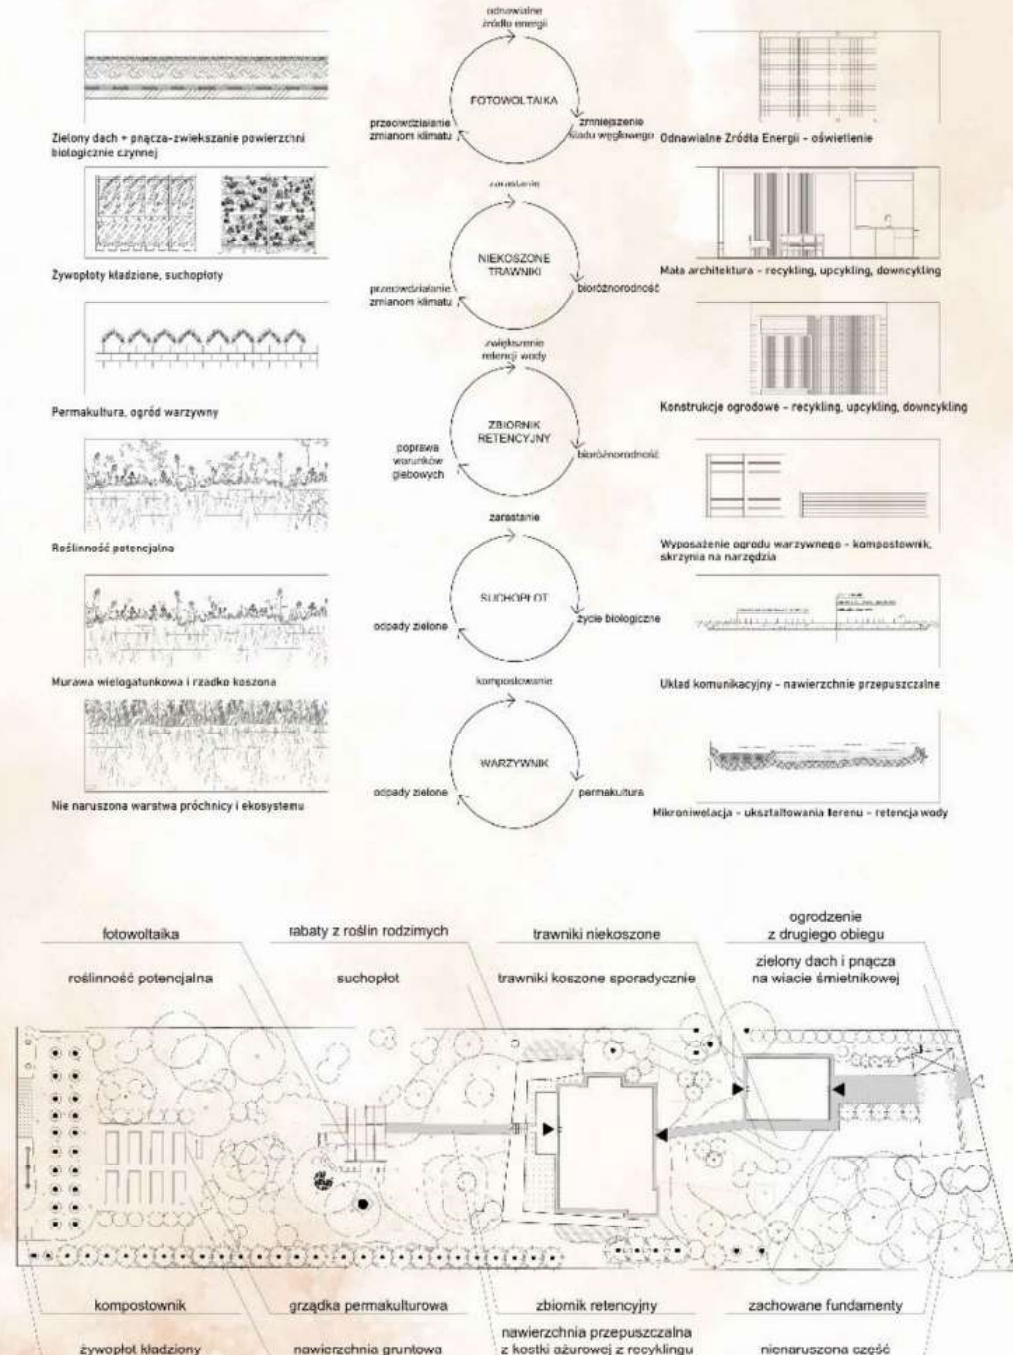 odnawialne
źródło energii
FOTOWOLTAIKA
przeciwdziałanie
zmianom klimatu
zmniejszenie
śladu węglowego
Zielony dach + pnącza-zwiekszanie powierzchni
biologicznie czynnej
Odnawialne Źródła Energii - oświetlenie
zarastanie
NIEKOSZONE
TRAWNIKI
przeciwdziałanie
zmianom klimatu
bioróżnorodność
Żywopłoty kładzione, suchopłoty
Mała architektura - recykling, upcykling, downcykling
zwiększenie
retencji wody
ZBIORNIK
RETENCYJNY
poprawa
warunków
glebowych
bioróżnorodność
Permakultura, ogród warzywny
Konstrukcje ogrodowe - recykling, upcykling, downcykling
zarastanie
SUCHOPŁOT
odpady zielone
życie biologiczne
Roślinność potencjalna
Wyposażenie ogrodu warzywnego - kompostownik,
skrzynia na narzędzia
kompostowanie
WARZYWNIK
odpady zielone
permakultura
Murawa wielogatunkowa i rzadko koszona
Układ komunikacyjny - nawierzchnie przepuszczalne
Nie naruszona warstwa próchnicy i ekosystemu
Mikroniwelacja - ukształtowania terenu - retencja wody
fotowoltaika
rabaty z roślin rodzimych
trawniki niekoszone
ogrodzenie
z drugiego obiegu
roślinność potencjalna
suchopłot
trawniki koszone sporadycznie
zielony dach i pnącza
na wiacie śmietnikowej
kompostownik
grządka permakulturowa
zbiornik retencyjny
zachowane fundamenty
żywopłot kładziony
nawierzchnia gruntowa
nawierzchnia przepuszczalna
z kostki ażurowej z recyklingu
nienaruszona część